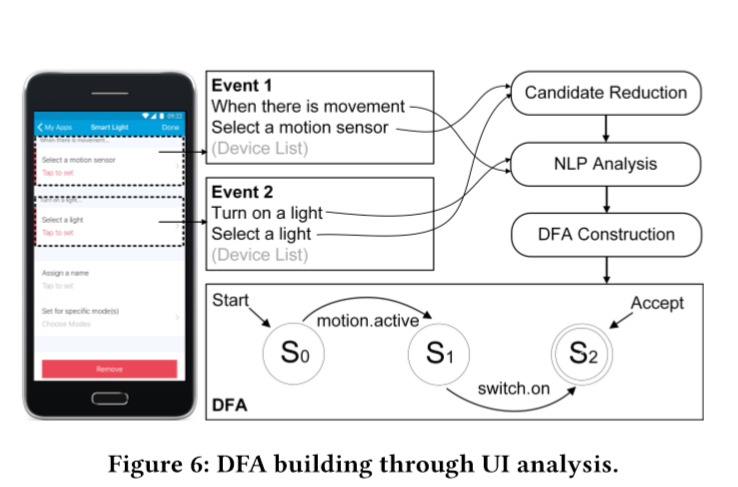 09:22
My Apps Smart Light Done
When there is movement...
Select a motion sensor
Tap to set
Turn on a light...
Select a light
Tap to set
Assign a name
Tap to set
Set for specific mode(s)
Choose Modes
Remove
Event 1
When there is movement
Select a motion sensor
(Device List)
Event 2
Turn on a light
Select a light
(Device List)
Candidate Reduction
NLP Analysis
DFA Construction
Start
motion.active
Accept
S0
S1
S2
switch.on
DFA
Figure 6: DFA building through UI analysis.